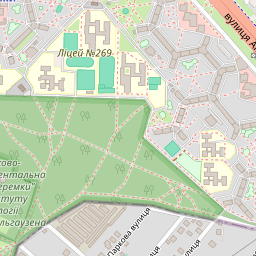 Ліцей №269
вулиця А
ково-
ентальна
еремки"
ституту
логії
льгаузена
Паркова вулиця